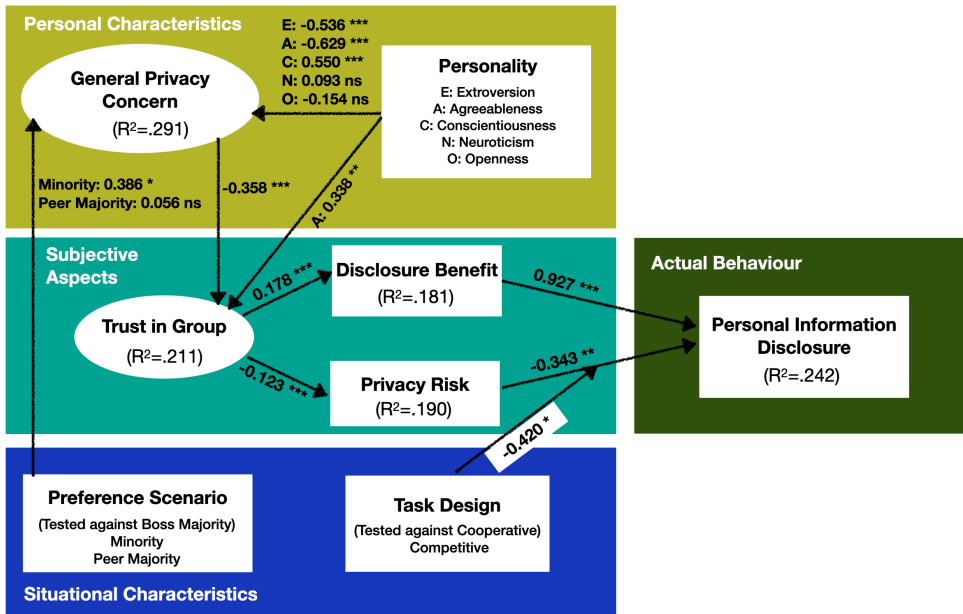 Personal Characteristics
E: -0.536 ***
A: -0.629 ***
C: 0.550 ***
N: 0.093 ns
O: -0.154 ns
General Privacy
Concern
(R²=.291)
Personality
E: Extroversion
A: Agreeableness
C: Conscientiousness
N: Neuroticism
O: Openness
Minority: 0.386 *
Peer Majority: 0.056 ns
-0.358 ***
A: 0.338 **
Subjective
Aspects
Trust in Group
(R²=.211)
0.178 ***
-0.123 ***
Disclosure Benefit
(R²=.181)
Privacy Risk
(R²=.190)
0.927 ***
-0.343 **
-0.420 *
Actual Behaviour
Personal Information
Disclosure
(R²=.242)
Preference Scenario
(Tested against Boss Majority)
Minority
Peer Majority
Task Design
(Tested against Cooperative)
Competitive
Situational Characteristics